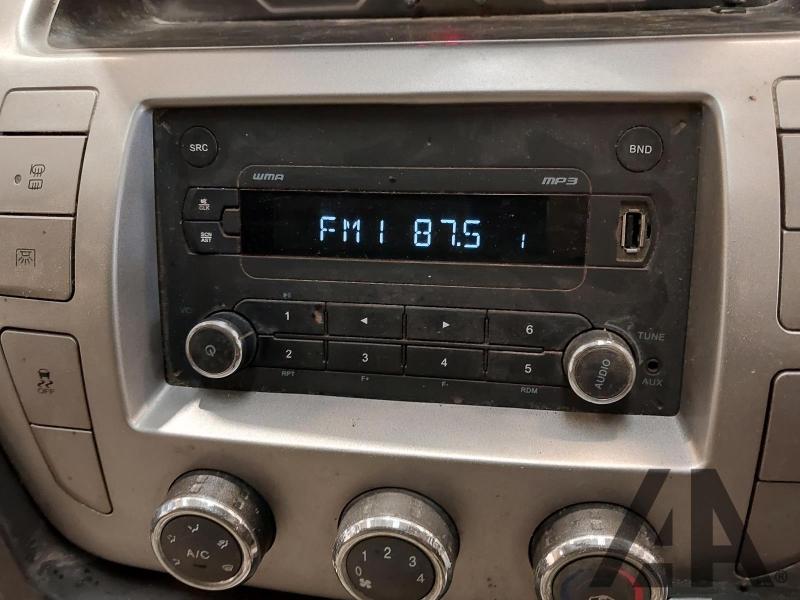 SRC
BND
WMA
MP3
CLK
SCN
AST
FM1 87.5 1
1
6
TUNE
2
3
4
5
AUDIO
AUX
RPT
F+
F-
RDM
OFF
A/C
0 1 2 3 4
AA®